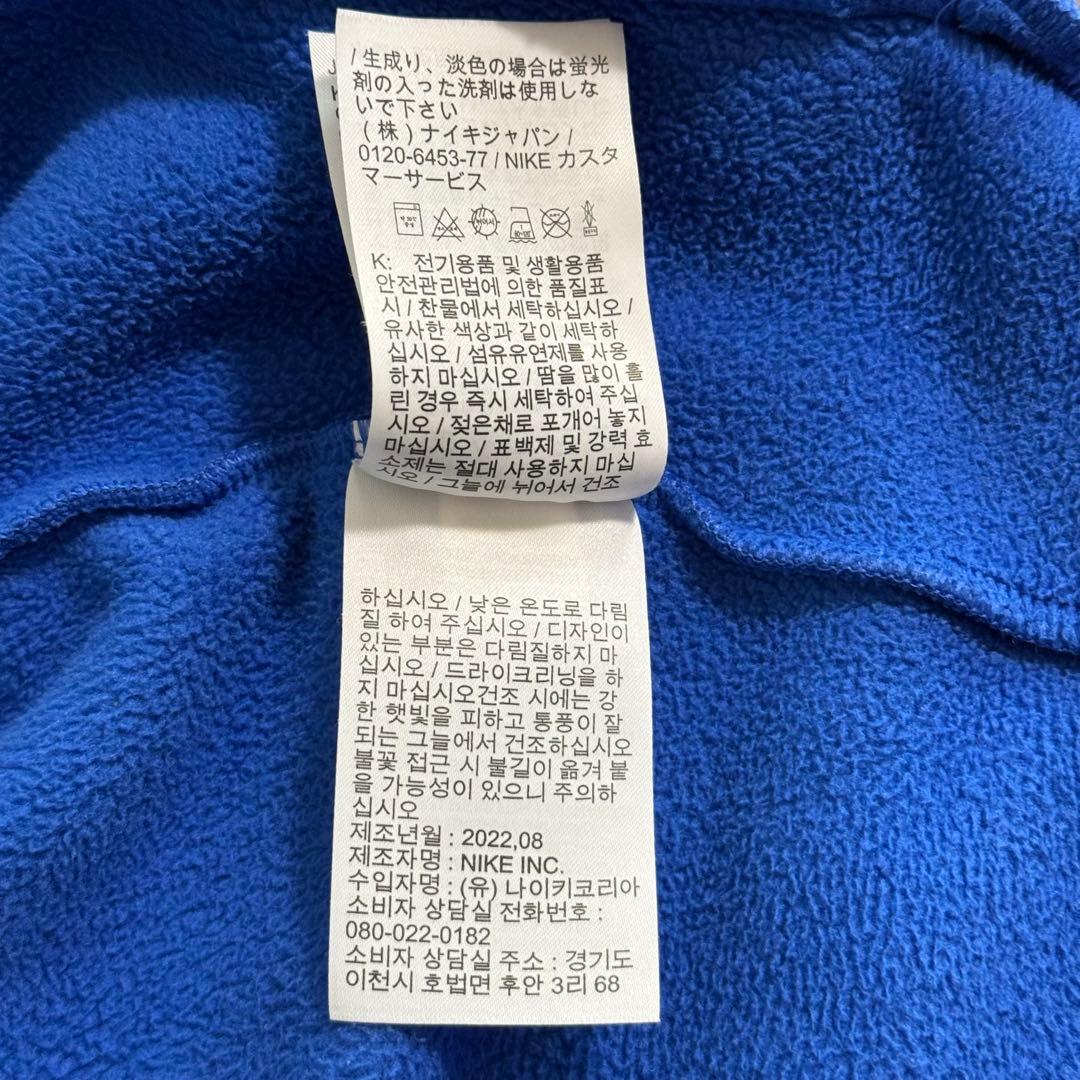 / 生成り、淡色の場合は蛍光
剤の入った洗剤は使用しな
いで下さい
(株)ナイキジャパン /
0120-6453-77 / NIKE カスタ
マーサービス
K: 전기용품 및 생활용품
안전관리법에 의한 품질표
시 / 찬물에서 세탁하십시오 /
유사한 색상과 같이 세탁하
십시오 / 섬유유연제를 사용
하지 마십시오 / 땀을 많이 흘
린 경우 즉시 세탁하여 주십
시오 / 젖은채로 포개어 놓지
마십시오 / 표백제 및 강력 효
소제는 절대 사용하지 마십
시오 / 그늘에 뉘어서 건조
하십시오 / 낮은 온도로 다림
질 하여 주십시오 / 디자인이
있는 부분은 다림질하지 마
십시오 / 드라이크리닝을 하
지 마십시오건조 시에는 강
한 햇빛을 피하고 통풍이 잘
되는 그늘에서 건조하십시오
불꽃 접근 시 불길이 옮겨 붙
을 가능성이 있으니 주의하
십시오
제조년월 : 2022,08
제조자명 : NIKE INC.
수입자명 : (유) 나이키코리아
소비자 상담실 전화번호 :
080-022-0182
소비자 상담실 주소 : 경기도
이천시 호법면 후안 3리 68